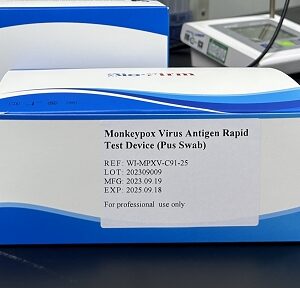 Monkeypox Virus Antigen Rapid
Test Device (Pus Swab)
REF: WI-MPXV-C91-25
LOT: 202309009
MFG: 2023.09.19
EXP: 2025.09.18
For professional use only